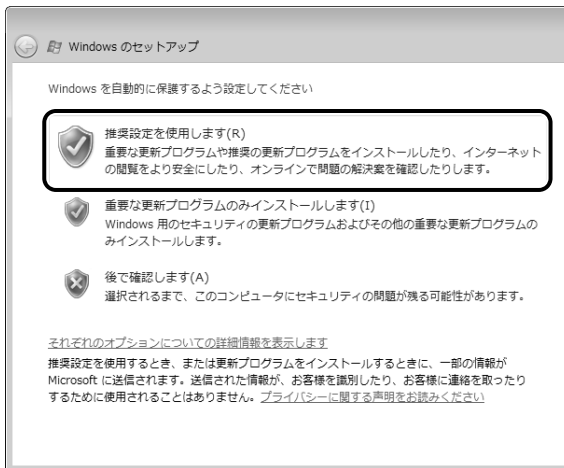 Windows のセットアップ
Windows を自動的に保護するよう設定してください
推奨設定を使用します(R)
重要な更新プログラムや推奨の更新プログラムをインストールしたり、インターネット
の閲覧をより安全にしたり、オンラインで問題の解決策を確認したりします。
重要な更新プログラムのみインストールします(I)
Windows 用のセキュリティの更新プログラムおよびその他の重要な更新プログラムの
みインストールします。
後で確認します(A)
選択されるまで、このコンピュータにセキュリティの問題が残る可能性があります。
それぞれのオプションについての詳細情報を表示します
推奨設定を使用するとき、または更新プログラムをインストールするときに、一部の情報が
Microsoft に送信されます。送信された情報が、お客様を識別したり、お客様に連絡を取ったり
するために使用されることはありません。プライバシーに関する声明をお読みください